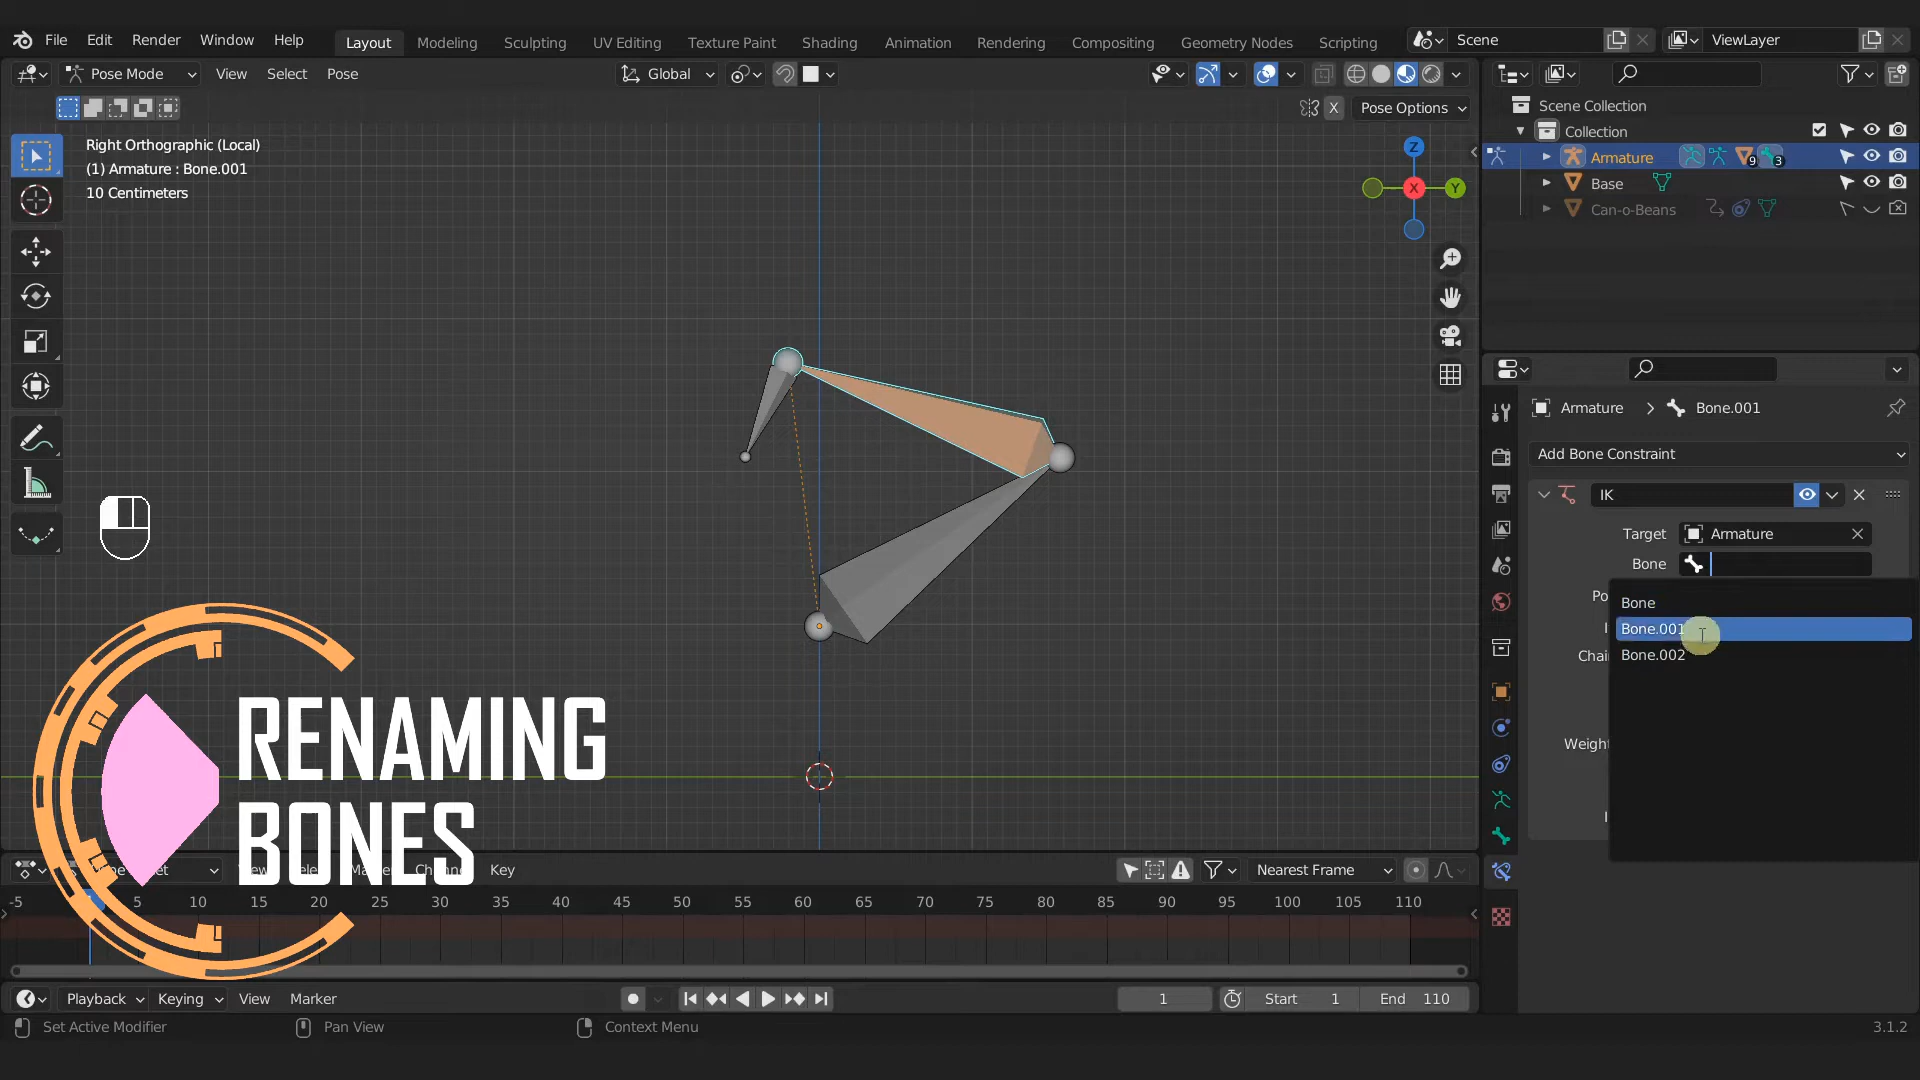 File Edit Render Window Help Layout Modeling Sculpting UV Editing Texture Paint Shading Animation Rendering Compositing Geometry Nodes Scripting Scene ViewLayer
Pose Mode View Select Pose Global
X Pose Options
Scene Collection
Collection
Right Orthographic (Local)
(1) Armature : Bone.001
10 Centimeters
Z
X
Y
Armature 9 3
Base
Can-o-Beans
Armature > Bone.001
Add Bone Constraint
IK
Target Armature
Bone
Po
Bone
Bone.001
Bone.002
I
Chai
Weight
I
RENAMING
BONES
Key Nearest Frame
-5 5 10 15 20 25 30 35 40 45 50 55 60 65 70 75 80 85 90 95 100 105 110
Playback Keying View Marker 1 Start 1 End 110
Set Active Modifier Pan View Context Menu 3.1.2